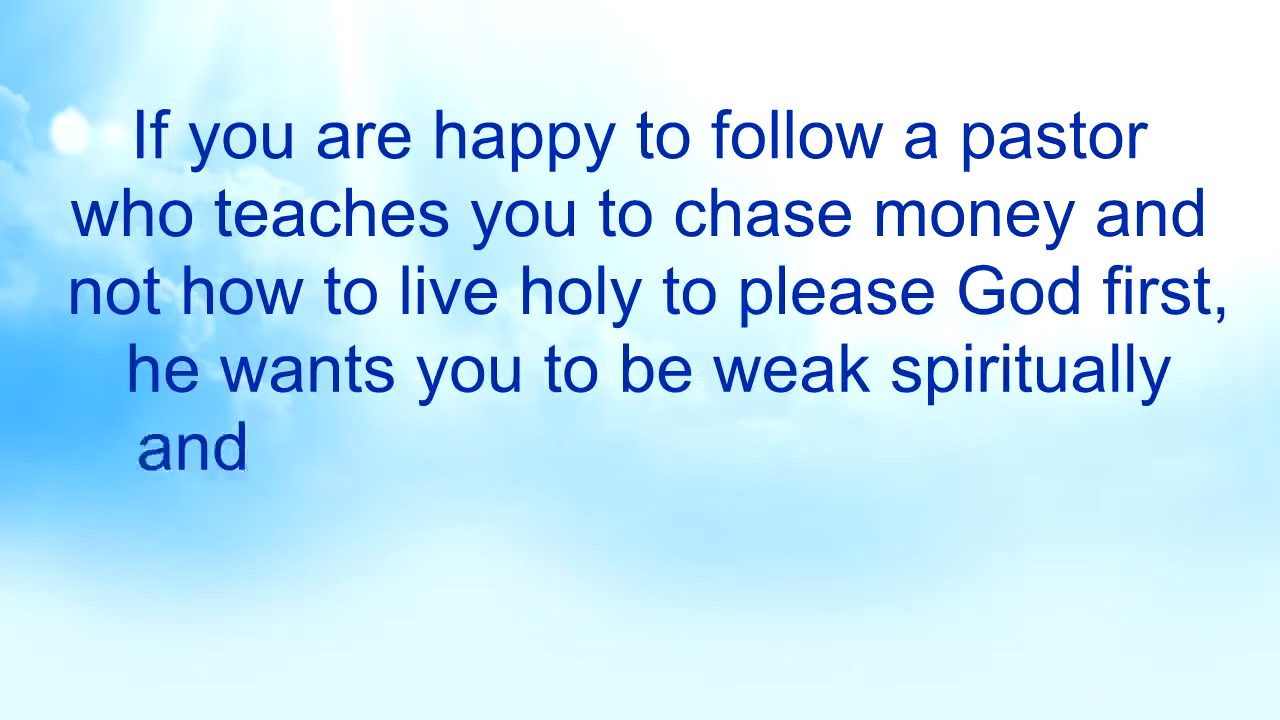 If you are happy to follow a pastor
who teaches you to chase money and
not how to live holy to please God first,
he wants you to be weak spiritually
and